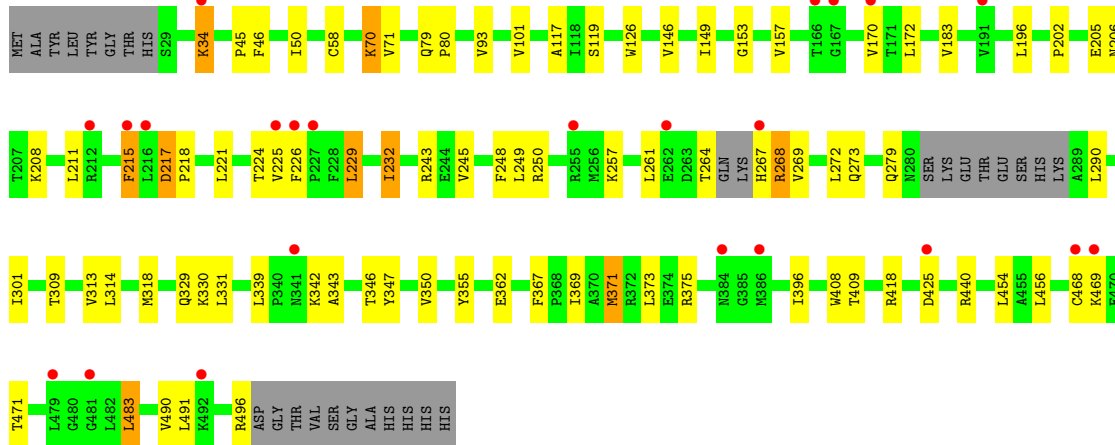 MET ALA TYR LEU TYR GLY THR HIS S29 K34 P45 F46 I50 C58 K70 V71 Q79 P80 V93 V101 A117 I118 S119 W126 V146 I149 G153 V157 T166 G167 V170 T171 L172 V183 V191 L196 P202 E205 N206
T207 K208 L211 R212 F215 L216 D217 P218 L221 T224 V225 F226 P227 F228 L229 I232 R243 E244 V245 F248 L249 R250 R255 M256 K257 L261 E262 D263 T264 GLN LYS H267 R268 V269 L272 Q273 Q279 N280 SER LYS GLU THR GLU SER HIS LYS A289 L290
I301 T309 V313 L314 M318 Q329 K330 L331 L339 P340 N341 K342 A343 T346 Y347 V350 Y355 E362 F367 P368 I369 A370 M371 R372 L373 E374 R375 N384 G385 M386 I396 W408 T409 R418 D425 R440 L454 A455 L456 C468 K469 E470
T471 L479 G480 G481 L482 L483 V490 L491 K492 R496 ASP GLY THR VAL SER GLY ALA HIS HIS HIS HIS